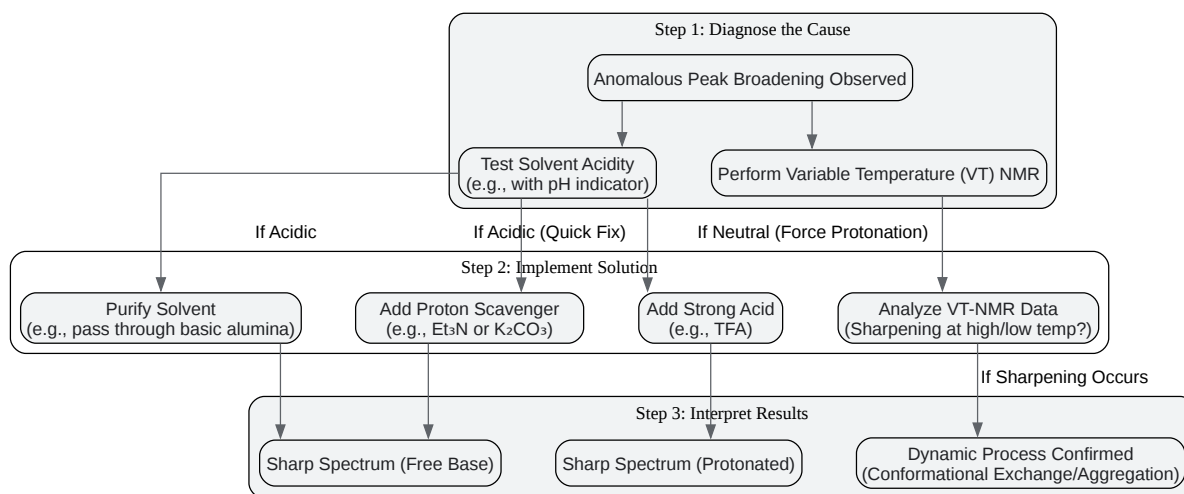 Step 1: Diagnose the Cause
Anomalous Peak Broadening Observed
Test Solvent Acidity
(e.g., with pH indicator)
Perform Variable Temperature (VT) NMR
If Acidic
If Acidic (Quick Fix)
If Neutral (Force Protonation)
Step 2: Implement Solution
Purify Solvent
(e.g., pass through basic alumina)
Add Proton Scavenger
(e.g., Et₃N or K₂CO₃)
Add Strong Acid
(e.g., TFA)
Analyze VT-NMR Data
(Sharpening at high/low temp?)
If Sharpening Occurs
Step 3: Interpret Results
Sharp Spectrum (Free Base)
Sharp Spectrum (Protonated)
Dynamic Process Confirmed
(Conformational Exchange/Aggregation)